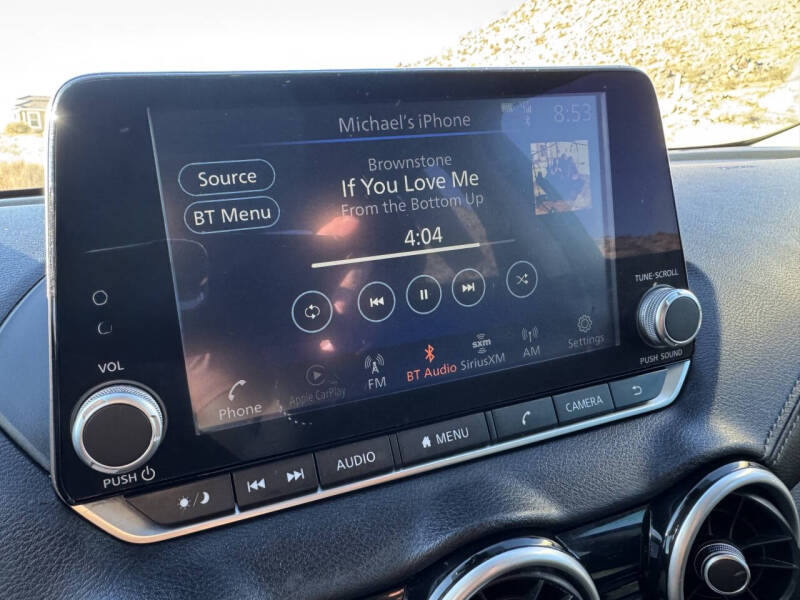 Michael's iPhone
8:53
Source
BT Menu
Brownstone
If You Love Me
From the Bottom Up
4:04
TUNE·SCROLL
PUSH SOUND
VOL
PUSH
Phone
Apple CarPlay
FM
BT Audio
sxm
SiriusXM
AM
Settings
AUDIO
MENU
CAMERA